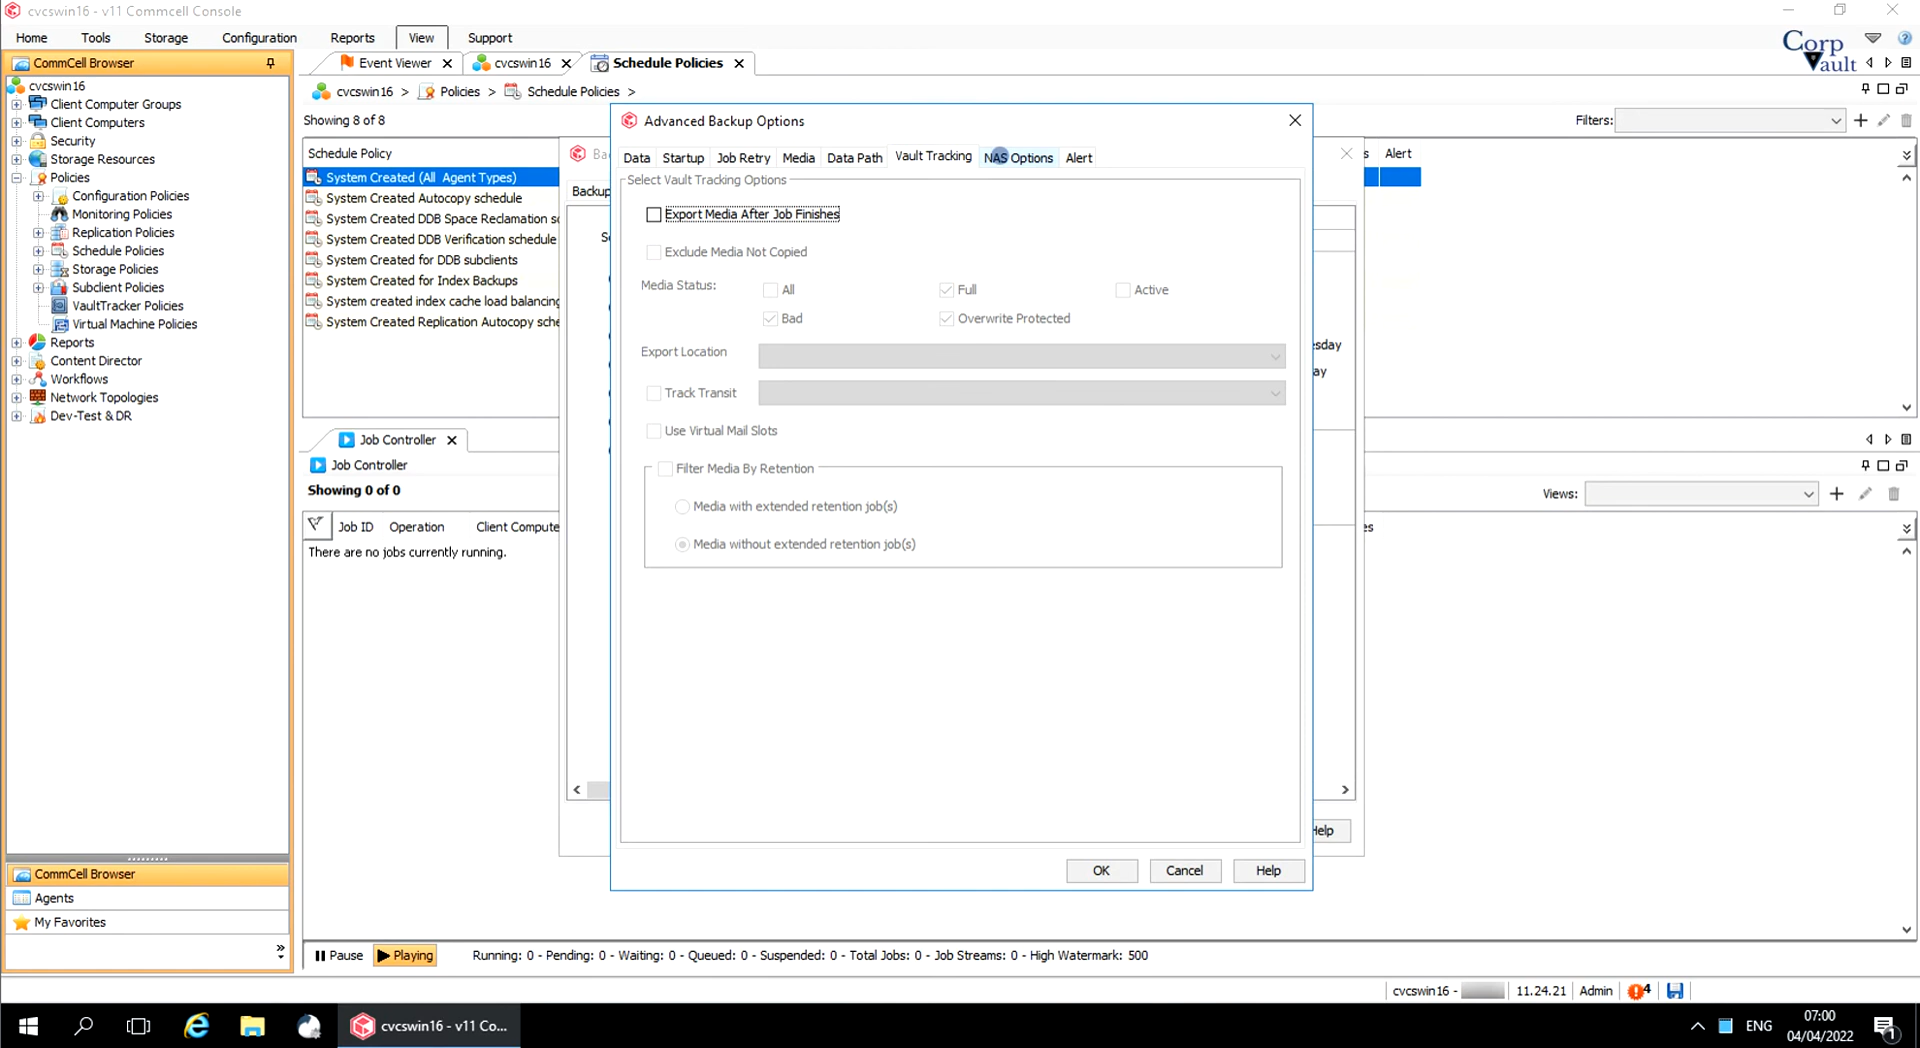 cvcswin16 - v11 Commcell Console
Home Tools Storage Configuration Reports View Support
Corp Vault
CommCell Browser
Event Viewer
cvcswin16
Schedule Policies
cvcswin16 > Policies > Schedule Policies >
Showing 8 of 8
Filters:
cvcswin16
Client Computer Groups
Client Computers
Security
Storage Resources
Policies
Configuration Policies
Monitoring Policies
Replication Policies
Schedule Policies
Storage Policies
Subclient Policies
VaultTracker Policies
Virtual Machine Policies
Reports
Content Director
Workflows
Network Topologies
Dev-Test & DR
CommCell Browser
Agents
My Favorites
Schedule Policy
Alert
System Created (All Agent Types)
System Created Autocopy schedule
System Created DDB Space Reclamation sc
System Created DDB Verification schedule
System Created for DDB subclients
System Created for Index Backups
System created index cache load balancing
System Created Replication Autocopy sche
Ba
Backup
Se
sday
ay
Help
Advanced Backup Options
Data Startup Job Retry Media Data Path Vault Tracking NAS Options Alert
Select Vault Tracking Options
Export Media After Job Finishes
Exclude Media Not Copied
Media Status: All Full Active
Bad Overwrite Protected
Export Location
Track Transit
Use Virtual Mail Slots
Filter Media By Retention
Media with extended retention job(s)
Media without extended retention job(s)
OK Cancel Help
Job Controller
Job Controller
Showing 0 of 0
Views:
Job ID Operation Client Compute es
There are no jobs currently running.
Pause Playing Running: 0 - Pending: 0 - Waiting: 0 - Queued: 0 - Suspended: 0 - Total Jobs: 0 - Job Streams: 0 - High Watermark: 500
cvcswin16 - 11.24.21 Admin 4
cvcswin16 - v11 Co...
ENG
07:00
04/04/2022
1